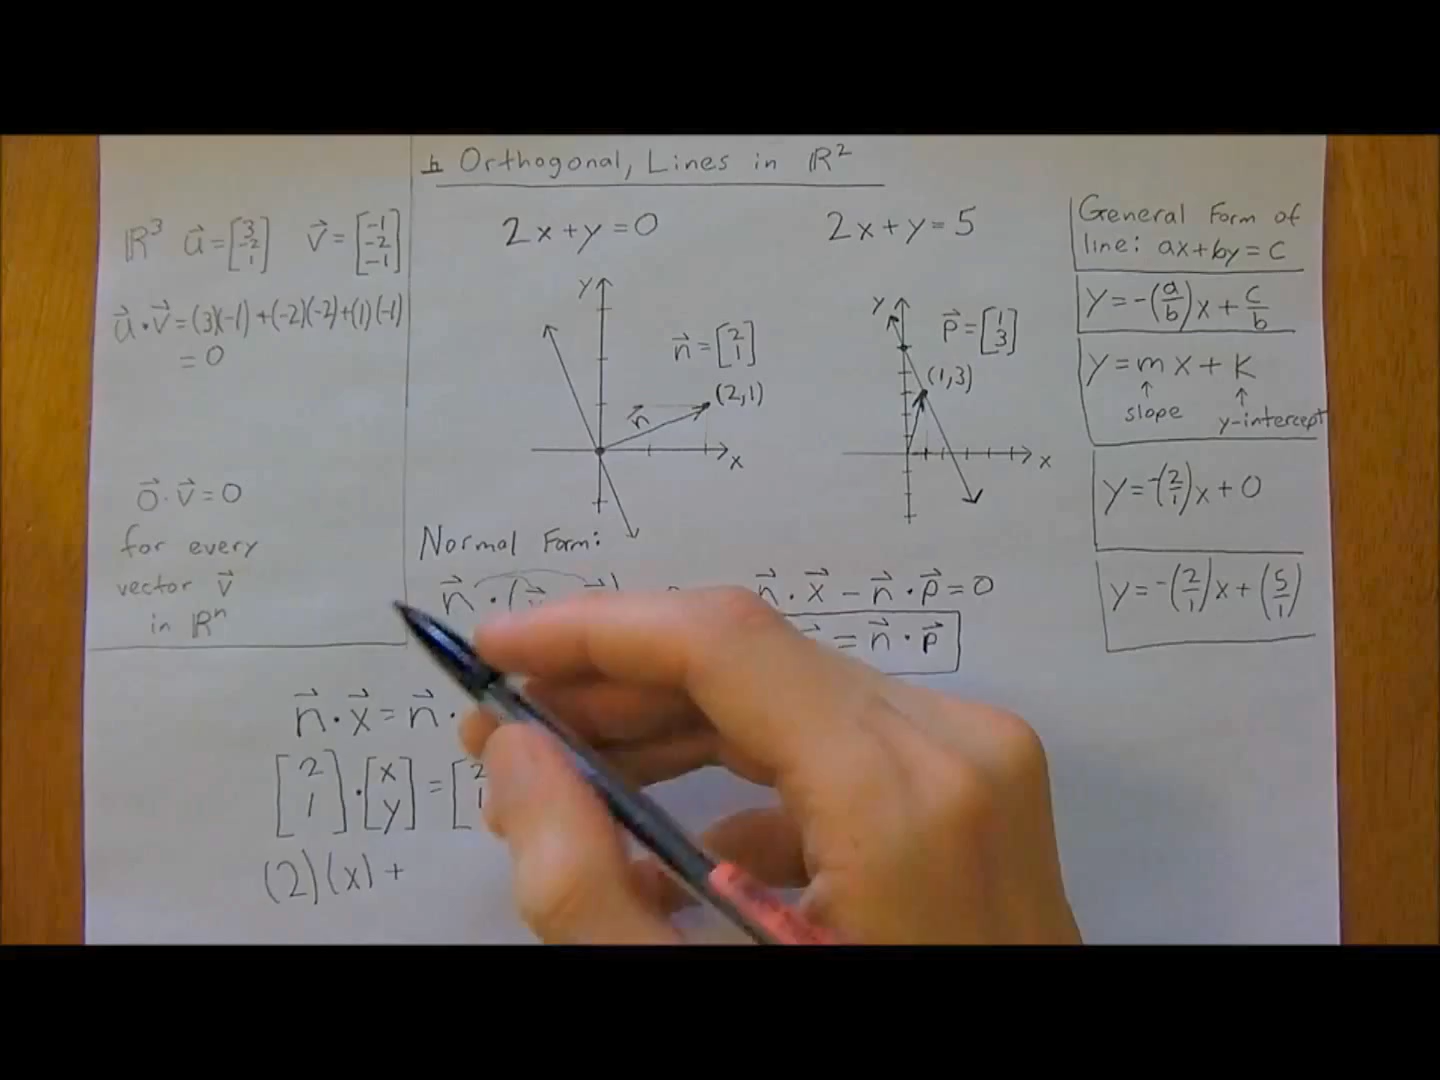 Orthogonal, Lines in ℝ²
ℝ³ u⃗ = [3 -2 1] v⃗ = [-1 -2 -1]
u⃗ · v⃗ = (3)(-1) + (-2)(-2) + (1)(-1)
= 0
0⃗ · v⃗ = 0
for every
vector v⃗
in ℝⁿ
2x+y=0
y
n⃗ = [2 1]
(2,1)
n⃗
x
2x+y=5
y
p⃗ = [1 3]
(1,3)
x
General Form of
line: ax+by=c
y=-(a/b)x+c/b
y=mx+k
↑ ↑
slope y-intercept
y=-(2/1)x+0
y=-(2/1)x+(5/1)
Normal Form:
n⃗ · (
n⃗ · x⃗ - n⃗ · p⃗ = 0
= n⃗ · p⃗
n⃗ · x⃗ = n⃗ ·
[2 1] · [x y] = [2 1
(2)(x) +